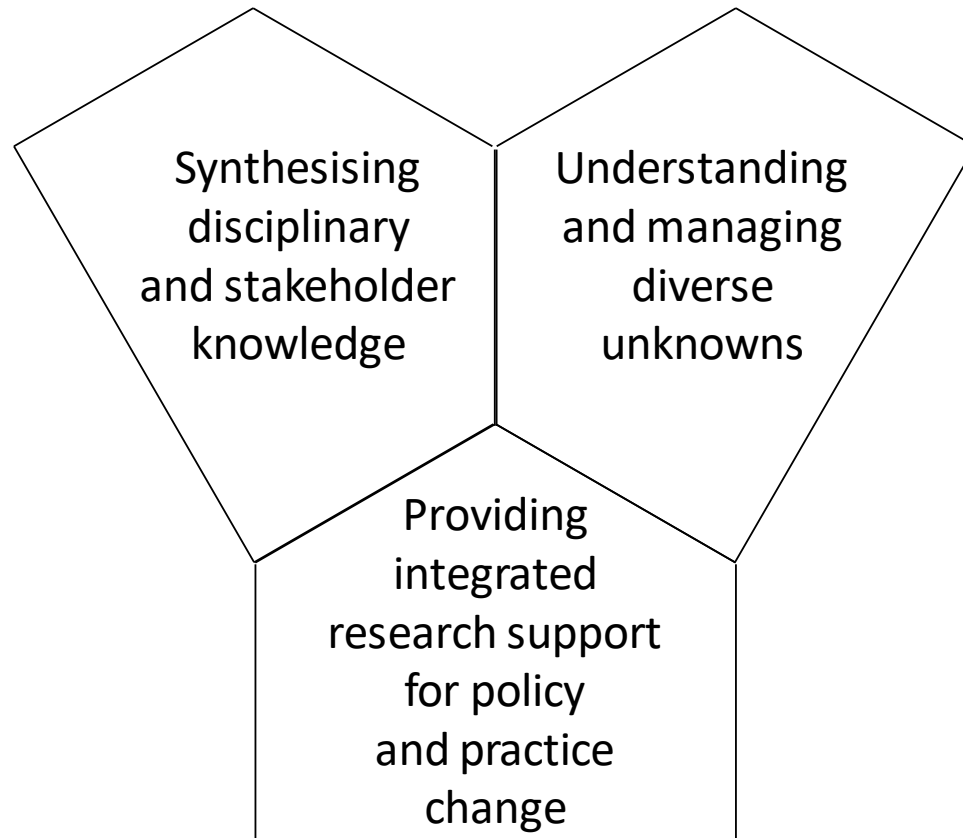 Synthesising
disciplinary
and stakeholder
knowledge
Understanding
and managing
diverse
unknowns
Providing
integrated
research support
for policy
and practice
change